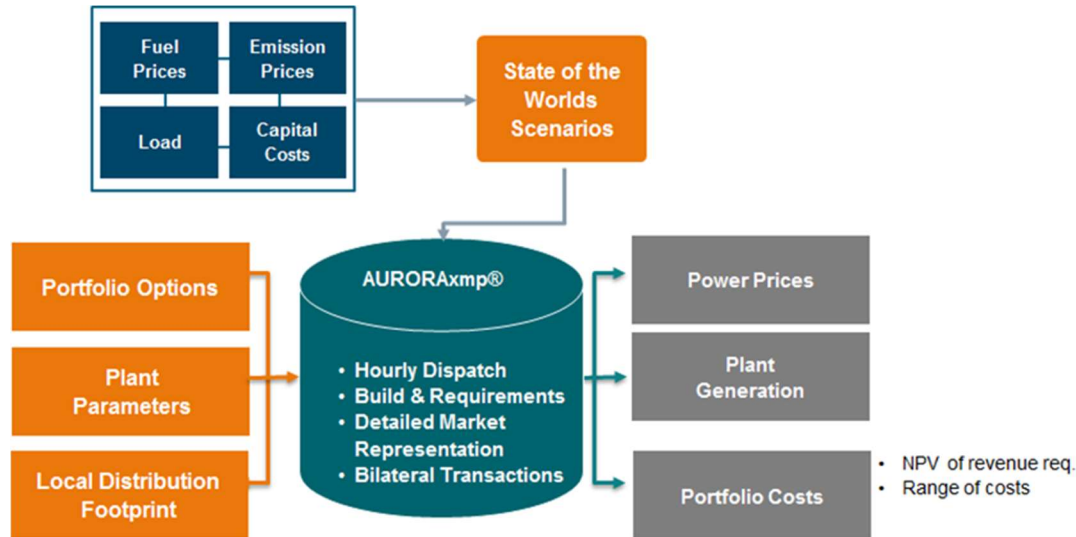 Fuel
Prices
Emission
Prices
Load
Capital
Costs
State of the
Worlds
Scenarios
Portfolio Options
Plant
Parameters
Local Distribution
Footprint
AURORAxmp®
• Hourly Dispatch
• Build & Requirements
• Detailed Market
Representation
• Bilateral Transactions
Power Prices
Plant
Generation
Portfolio Costs
• NPV of revenue req.
• Range of costs